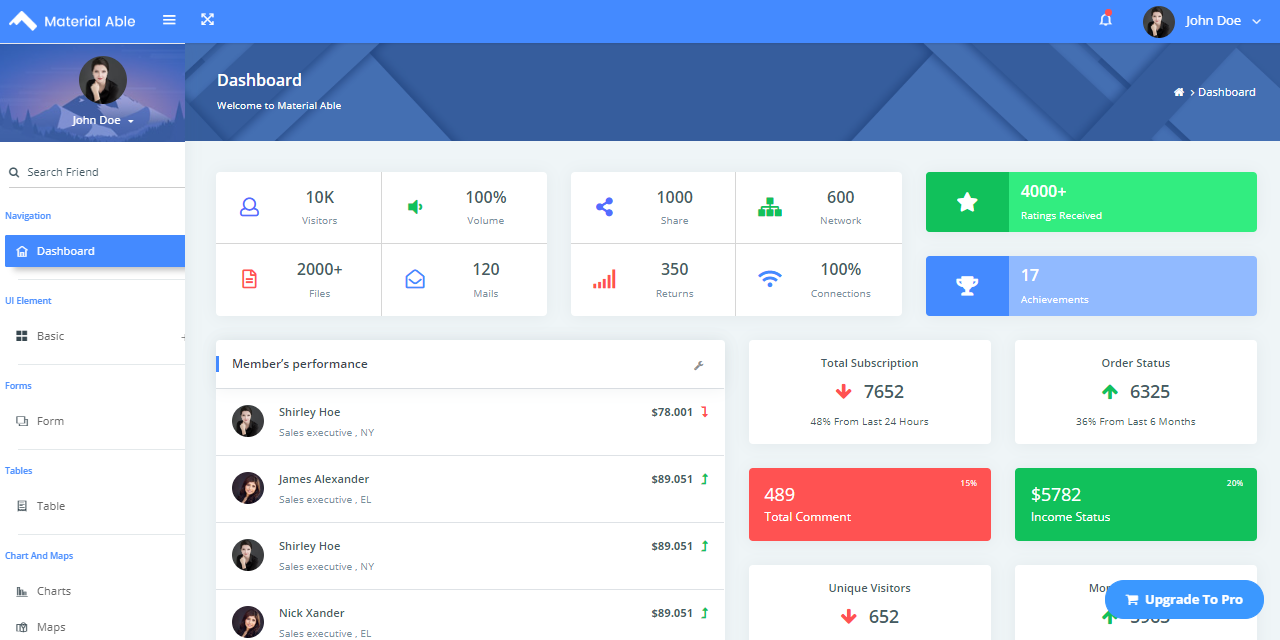 Material Able
John Doe
John Doe
Search Friend
Navigation
Dashboard
UI Element
Basic
Forms
Form
Tables
Table
Chart And Maps
Charts
Maps
Dashboard
Welcome to Material Able
Dashboard
10K
Visitors
100%
Volume
2000+
Files
120
Mails
1000
Share
600
Network
350
Returns
100%
Connections
4000+
Ratings Received
17
Achievements
Member's performance
Shirley Hoe
Sales executive , NY
$78.001
James Alexander
Sales executive , EL
$89.051
Shirley Hoe
Sales executive , NY
$89.051
Nick Xander
Sales executive , EL
$89.051
Total Subscription
7652
48% From Last 24 Hours
Order Status
6325
36% From Last 6 Months
489
15%
Total Comment
$5782
20%
Income Status
Unique Visitors
652
Upgrade To Pro